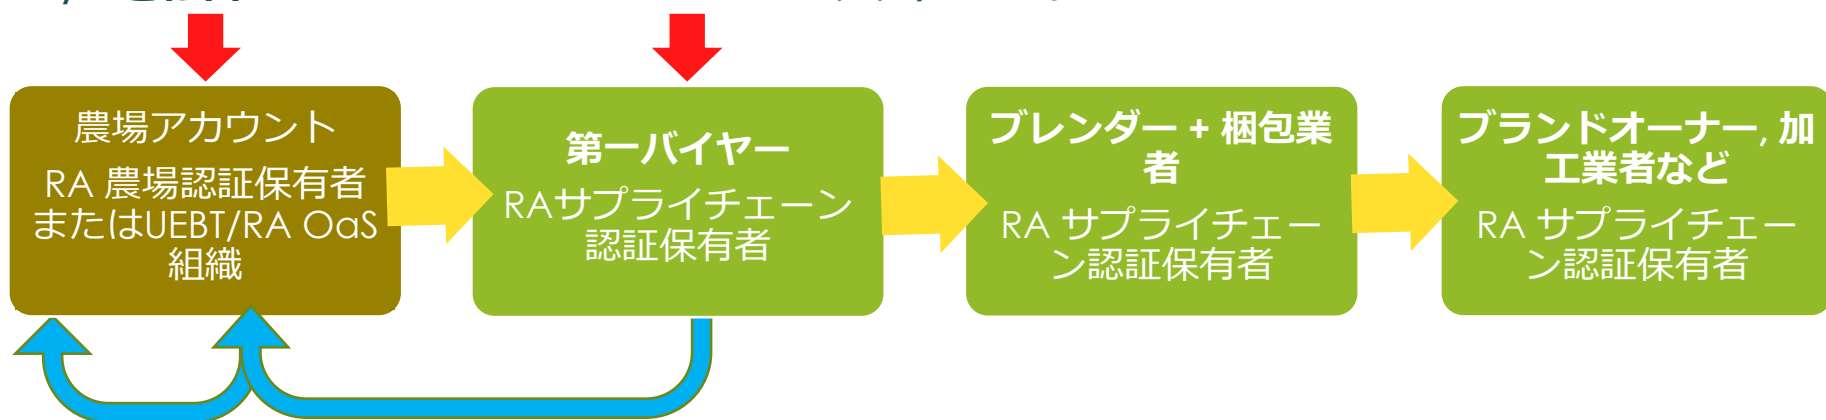 農場アカウント
RA 農場認証保有者
またはUEBT/RA OaS
組織
第一バイヤー
RAサプライチェーン
認証保有者
ブレンダー + 梱包業
者
RA サプライチェー
ン認証保有者
ブランドオーナー, 加
工業者など
RA サプライチェー
ン認証保有者